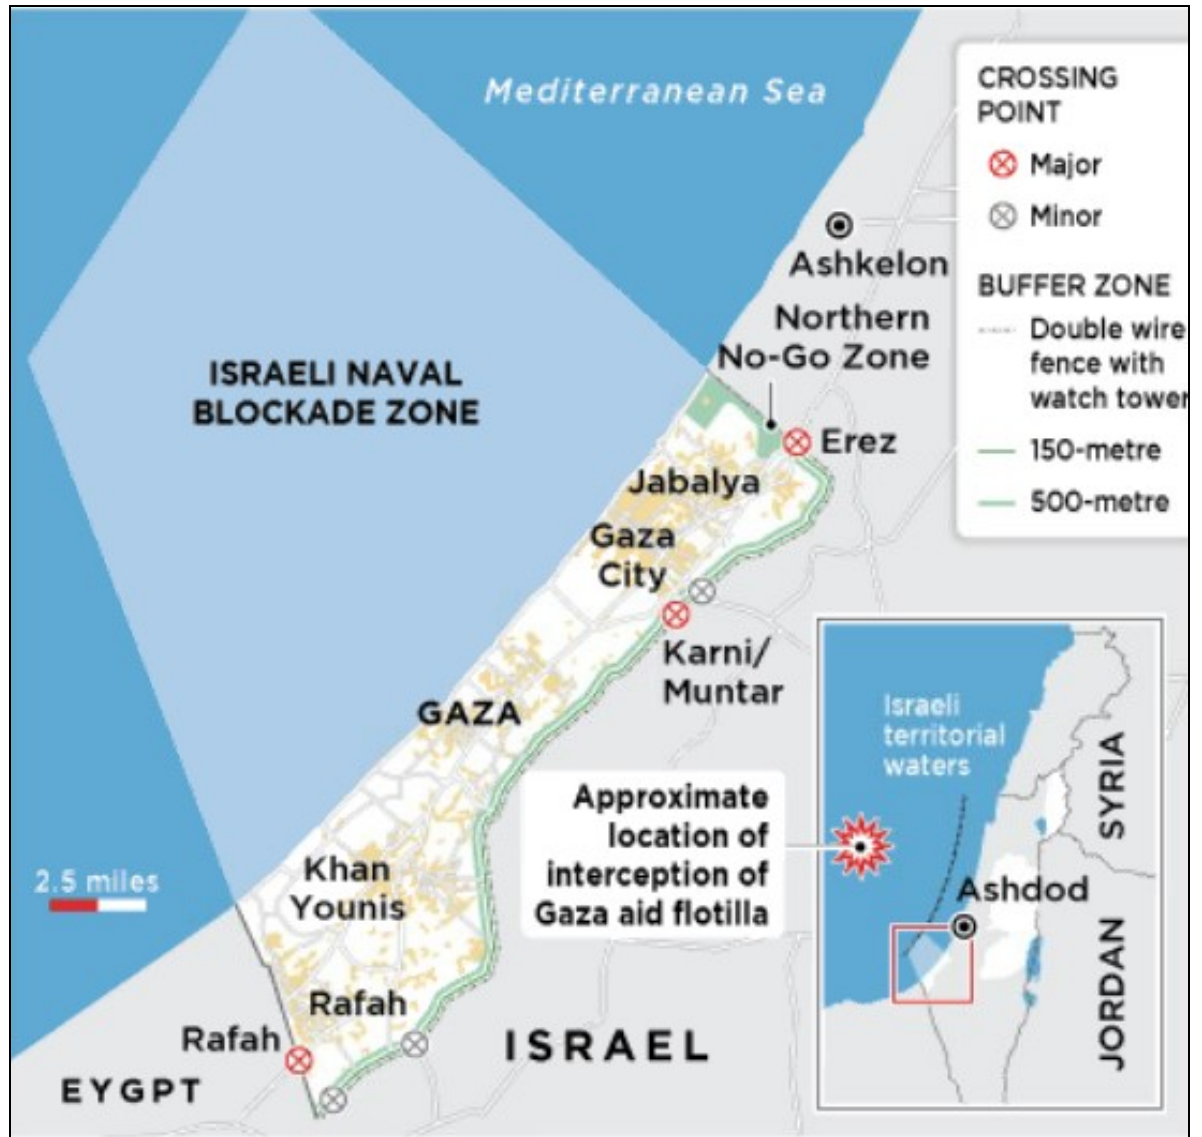 Mediterranean Sea
CROSSING
POINT
Major
Minor
BUFFER ZONE
Double wire
fence with
watch tower
150-metre
500-metre
Ashkelon
Northern
No-Go Zone
ISRAELI NAVAL
BLOCKADE ZONE
Erez
Jabalya
Gaza
City
Karni/
Muntar
GAZA
Approximate
location of
interception of
Gaza aid flotilla
Israeli
territorial
waters
SYRIA
Ashdod
JORDAN
2.5 miles
Khan
Younis
Rafah
Rafah
ISRAEL
EYGPT